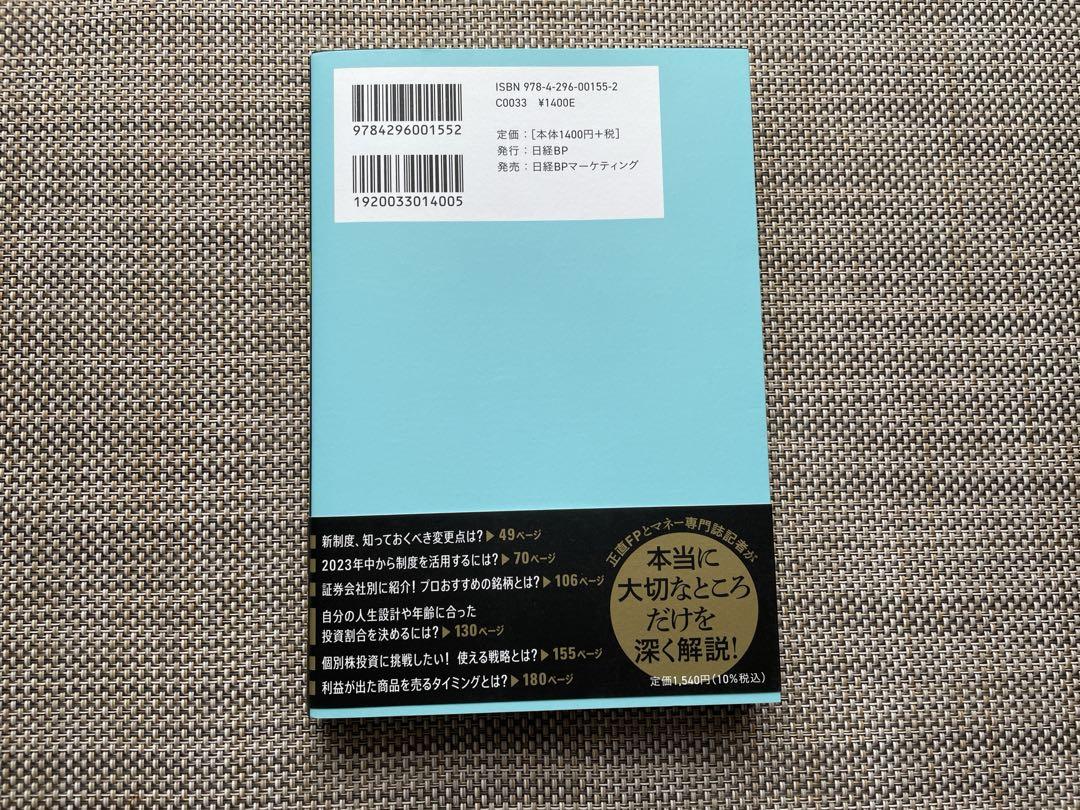 ISBN 978-4-296-00155-2
C0033 ¥1400E
9784296001552
定価：［本体1400円＋税］
発行：日経BP
発売：日経BPマーケティング
1920033014005
新制度、知っておくべき変更点は？▶49ページ
2023年中から制度を活用するには？▶70ページ
証券会社別に紹介！プロおすすめの銘柄とは？▶106ページ
自分の人生設計や年齢に合った
投資割合を決めるには？▶130ページ
個別株投資に挑戦したい！使える戦略とは？▶155ページ
利益が出た商品を売るタイミングとは？▶180ページ
正直FPとマネー専門誌記者が
本当に
大切なところ
だけを
深く解説！
定価1,540円（10％税込）